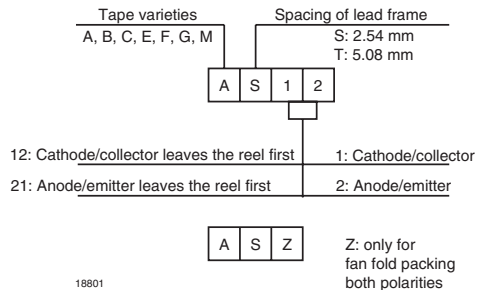 Tape varieties
A, B, C, E, F, G, M
Spacing of lead frame
S: 2.54 mm
T: 5.08 mm
A S 1 2
12: Cathode/collector leaves the reel first
1: Cathode/collector
21: Anode/emitter leaves the reel first
2: Anode/emitter
A S Z
Z: only for
fan fold packing
both polarities
18801